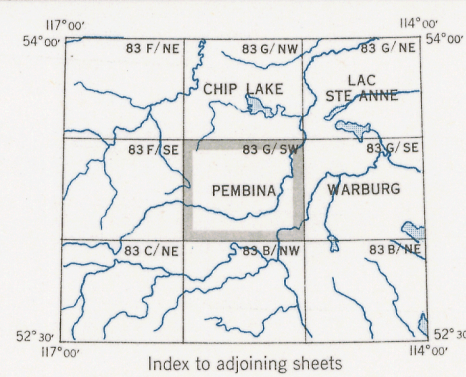 117°00' 114°00'
54°00' 54°00'
83 F/NE 83 G/NW 83 G/NE
CHIP LAKE LAC
STE ANNE
83 F/SE 83 G/SW 83 G/SE
PEMBINA WARBURG
83 C/NE 83 B/NW 83 B/NE
52°30' 52°30'
117°00' 114°00'
Index to adjoining sheets